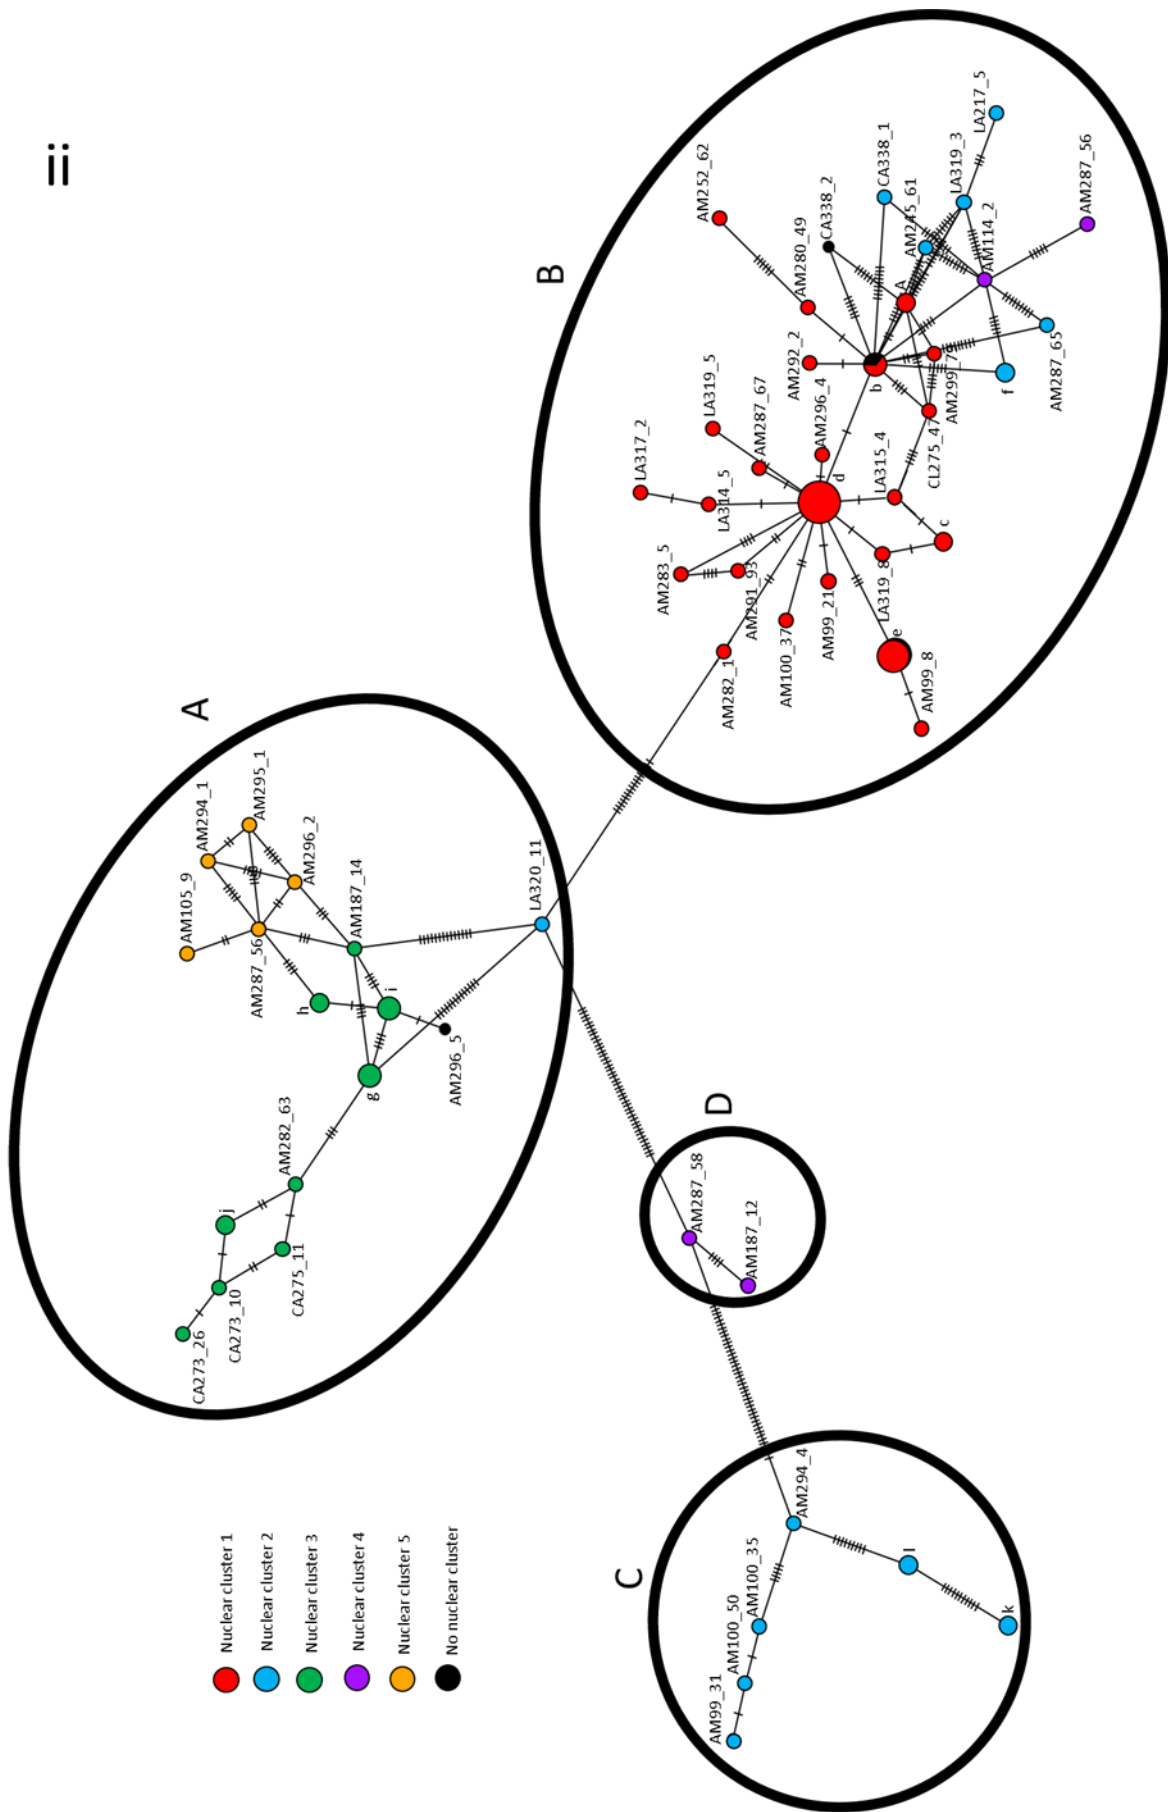 ii
A
AM294_1
AM295_1
AM105_9
AM296_2
AM187_14
AM287_56
h
i
g
AM296_5
LA320_11
AM282_63
j
CA275_11
CA273_10
CA273_26
B
AM252_62
AM280_49
CA338_2
CA338_1
AM245_61
LA319_3
LA217_5
AM114_2
AM287_56
A
AM292_2
b
AM299_75
f
AM287_65
LA319_5
LA317_2
AM287_67
AM296_4
LA314_5
d
LA315_4
CL275_47
c
AM283_5
AM291_93
LA319_8
AM99_21
AM100_37
AM282_1
e
AM99_8
D
AM287_58
AM187_12
C
AM294_4
AM100_35
AM100_50
AM99_31
l
k
Nuclear cluster 1
Nuclear cluster 2
Nuclear cluster 3
Nuclear cluster 4
Nuclear cluster 5
No nuclear cluster